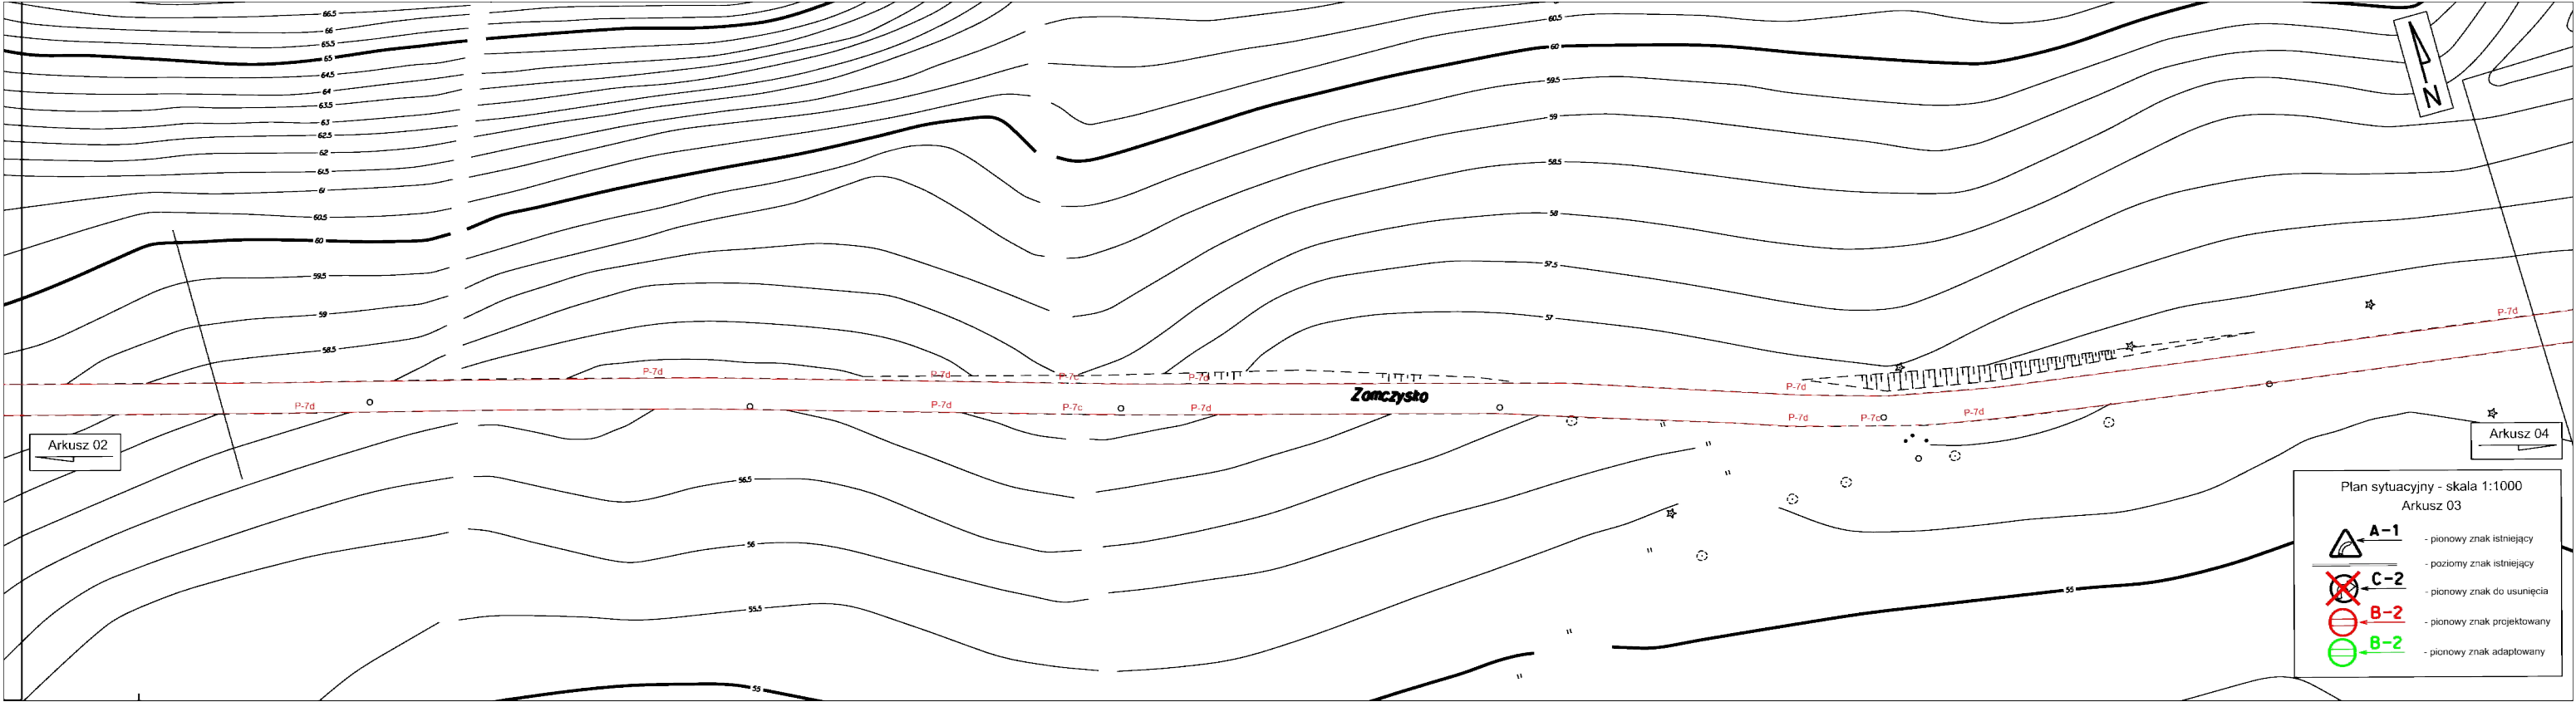 66.5
66
65.5
65
64.5
64
63.5
63
62.5
62
61.5
61
60.5
60
59.5
59
58.5
60.5
60
59.5
59
58.5
58
57.5
57
N
P-7d
P-7d
P-7d
P-7c
P-7d
P-7d
P-7d
P-7d
P-7d
P-7c
P-7d
P-7d
P-7c
P-7d
Zamczysko
56.5
56
55.5
55
55
Arkusz 02
Arkusz 04
Plan sytuacyjny - skala 1:1000
Arkusz 03
A-1 - pionowy znak istniejący
- poziomy znak istniejący
C-2 - pionowy znak do usunięcia
B-2 - pionowy znak projektowany
B-2 - pionowy znak adaptowany